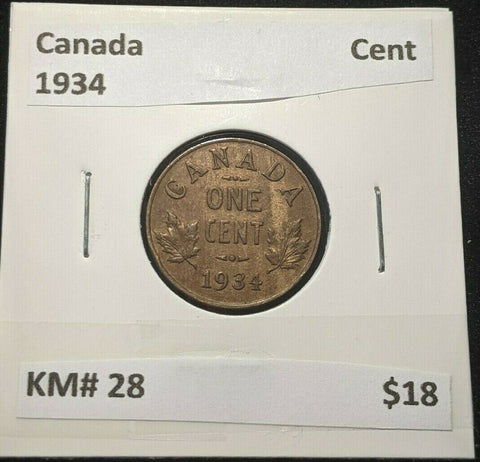 Canada Cent
1934
CANADA
ONE
CENT
1934
KM# 28 $18